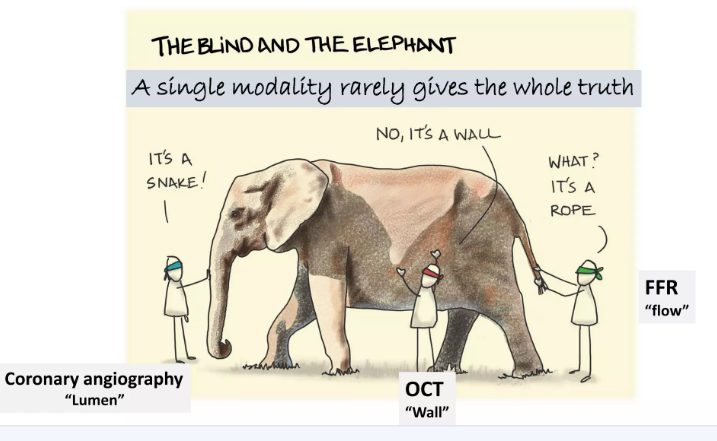 THE BLIND AND THE ELEPHANT
A single modality rarely gives the whole truth
NO, IT'S A WALL
IT'S A
SNAKE!
WHAT?
IT'S A
ROPE
FFR
"flow"
Coronary angiography
"Lumen"
OCT
"Wall"